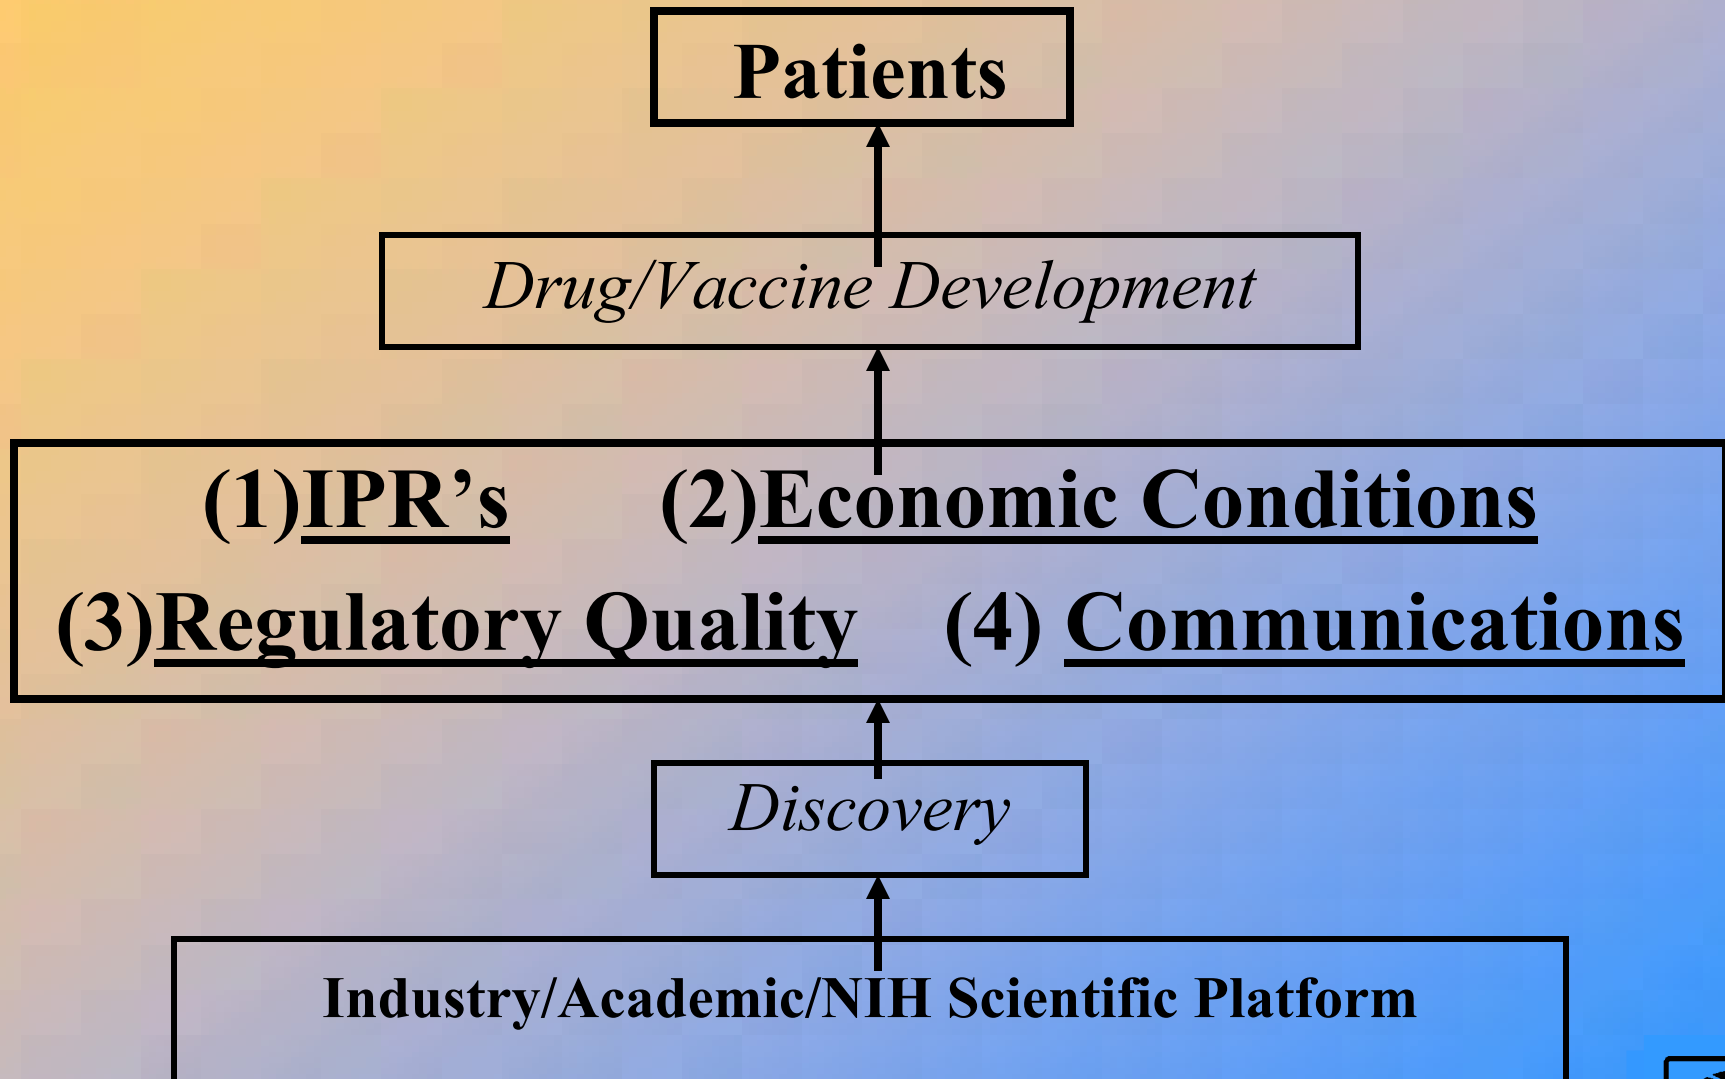 Patients
Drug/Vaccine Development
(1)IPR’s (2)Economic Conditions
(3)Regulatory Quality (4) Communications
Discovery
Industry/Academic/NIH Scientific Platform